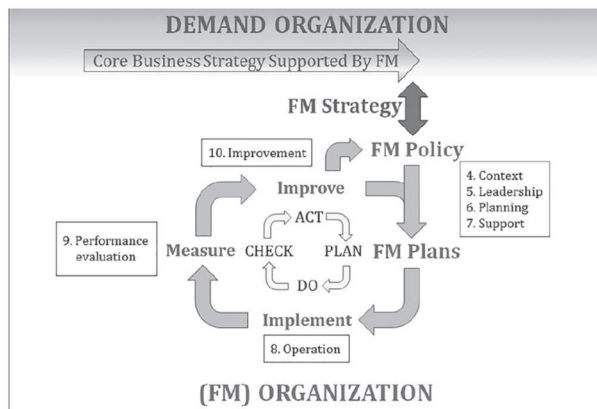 DEMAND ORGANIZATION
Core Business Strategy Supported By FM
FM Strategy
10. Improvement
FM Policy
Improve
4. Context
5. Leadership
6. Planning
7. Support
ACT
9. Performance
evaluation
Measure
CHECK
PLAN
FM Plans
DO
Implement
8. Operation
(FM) ORGANIZATION